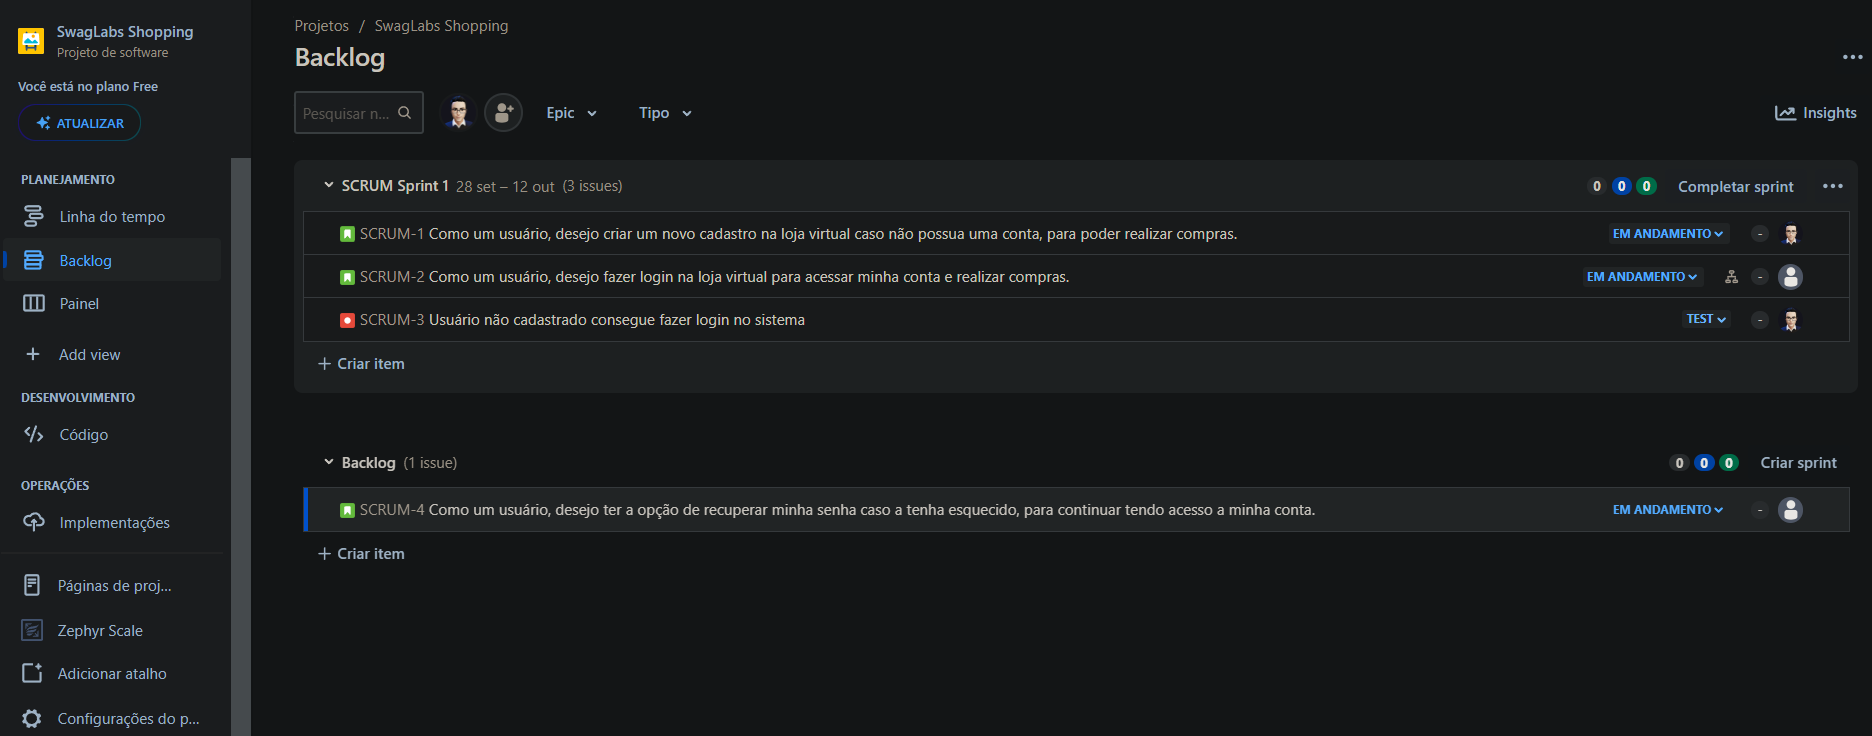 SwagLabs Shopping
Projeto de software
Você está no plano Free
ATUALIZAR
PLANEJAMENTO
Linha do tempo
Backlog
Painel
Add view
DESENVOLVIMENTO
Código
OPERAÇÕES
Implementações
Páginas de proj...
Zephyr Scale
Adicionar atalho
Configurações do p...
Projetos / SwagLabs Shopping
Backlog
Pesquisar n... Epic Tipo Insights
SCRUM Sprint 1 28 set – 12 out (3 issues) 0 0 0 Completar sprint
SCRUM-1 Como um usuário, desejo criar um novo cadastro na loja virtual caso não possua uma conta, para poder realizar compras. EM ANDAMENTO -
SCRUM-2 Como um usuário, desejo fazer login na loja virtual para acessar minha conta e realizar compras. EM ANDAMENTO -
SCRUM-3 Usuário não cadastrado consegue fazer login no sistema TEST -
+ Criar item
Backlog (1 issue) 0 0 0 Criar sprint
SCRUM-4 Como um usuário, desejo ter a opção de recuperar minha senha caso a tenha esquecido, para continuar tendo acesso a minha conta. EM ANDAMENTO -
+ Criar item